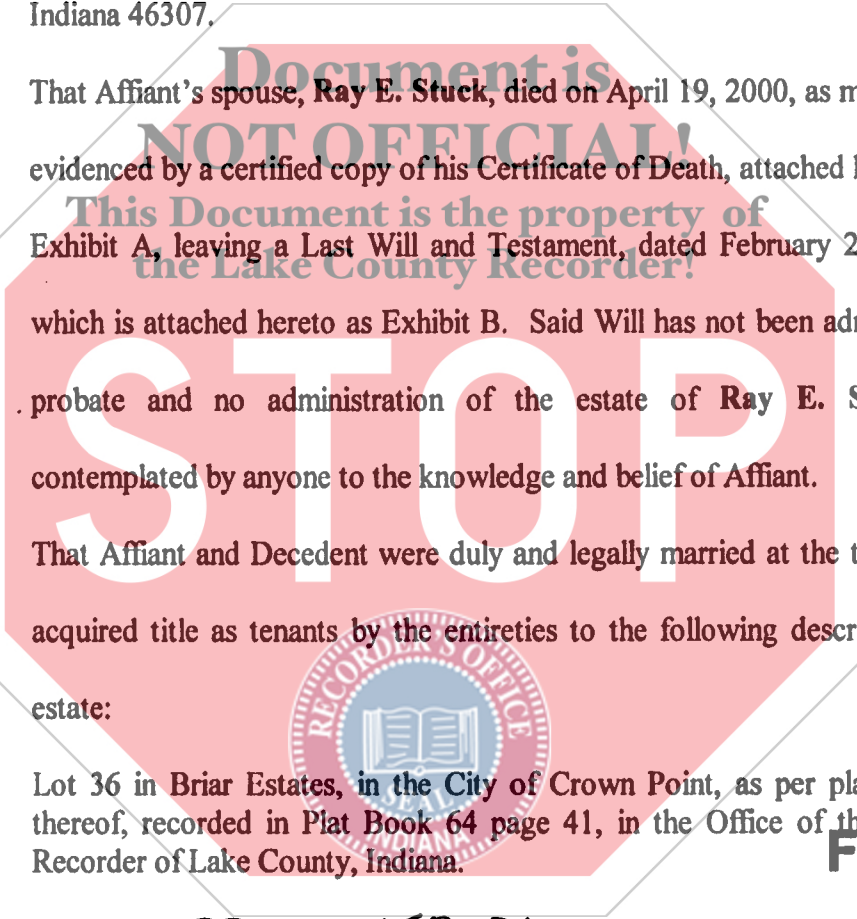 Indiana 46307.
Document is
That Affiant's spouse, Ray E. Stuck, died on April 19, 2000, as m
NOT OFFICIAL!
evidenced by a certified copy of his Certificate of Death, attached
This Document is the property of
Exhibit A, leaving a Last Will and Testament, dated February 2
the Lake County Recorder!
which is attached hereto as Exhibit B. Said Will has not been adm
STOP
probate and no administration of the estate of Ray E. S
contemplated by anyone to the knowledge and belief of Affiant.
That Affiant and Decedent were duly and legally married at the t
acquired title as tenants by the entireties to the following descr
estate:
RECORDER'S OFFICE
SEAL
INDIANA
Lot 36 in Briar Estates, in the City of Crown Point, as per pla
thereof, recorded in Plat Book 64 page 41, in the Office of the
Recorder of Lake County, Indiana.
F